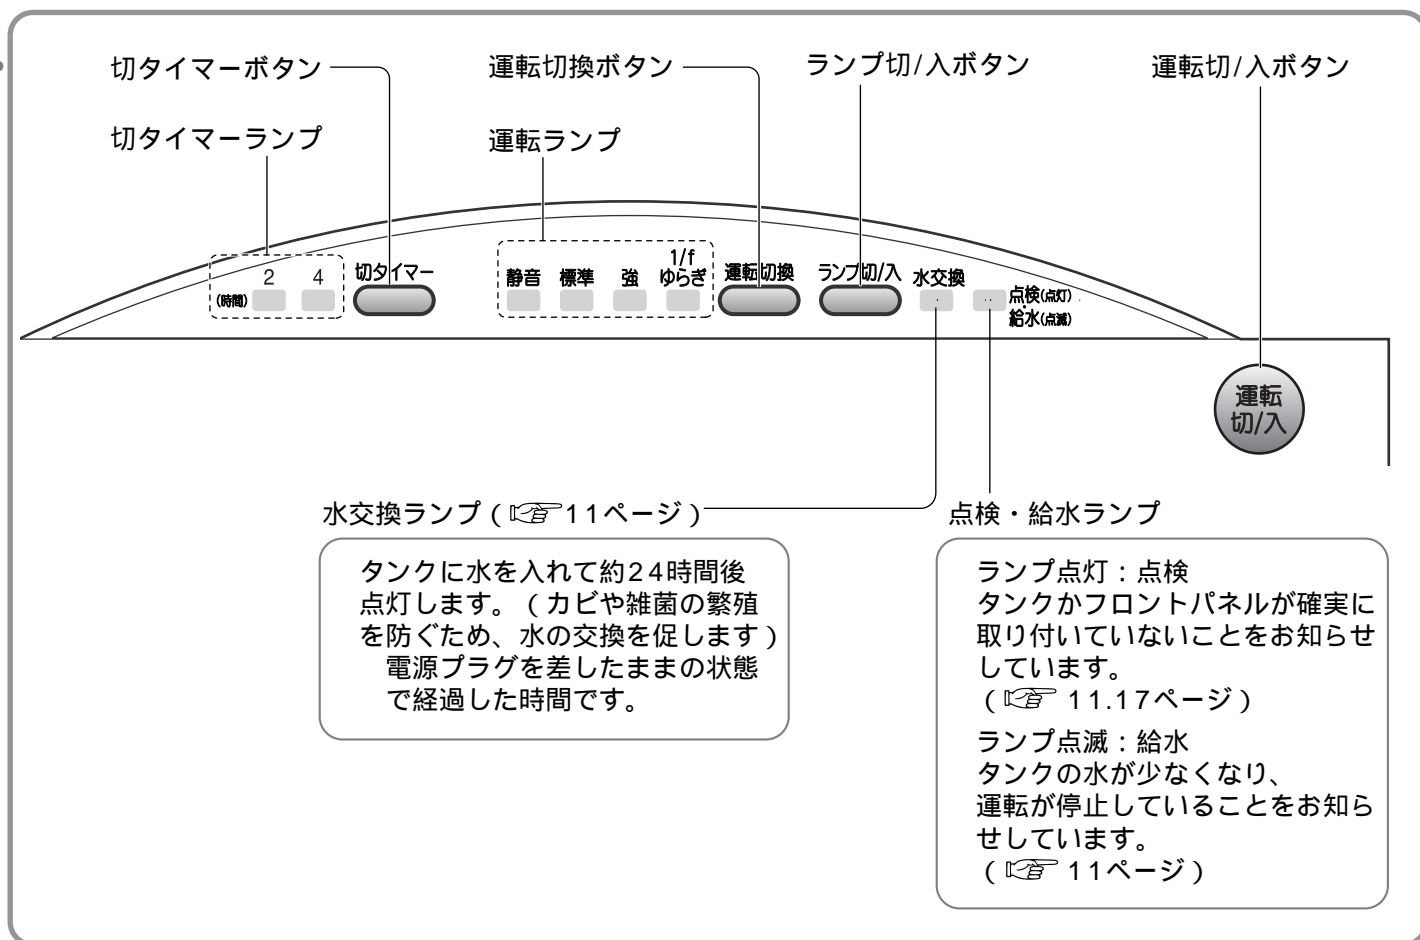 切タイマーボタン
運転切換ボタン
ランプ切/入ボタン
運転切/入ボタン
切タイマーランプ
運転ランプ
2 4
(時間)
切タイマー
静音 標準 強 1/f
ゆらぎ
運転切換
ランプ切/入
水交換
点検(点灯)
給水(点滅)
運転
切/入
水交換ランプ(☞11ページ)
タンクに水を入れて約24時間後
点灯します。(カビや雑菌の繁殖
を防ぐため、水の交換を促します)
電源プラグを差したままの状態
で経過した時間です。
点検・給水ランプ
ランプ点灯:点検
タンクかフロントパネルが確実に
取り付いていないことをお知らせ
しています。
(☞ 11.17ページ)
ランプ点滅:給水
タンクの水が少なくなり、
運転が停止していることをお知ら
せしています。
(☞ 11ページ)